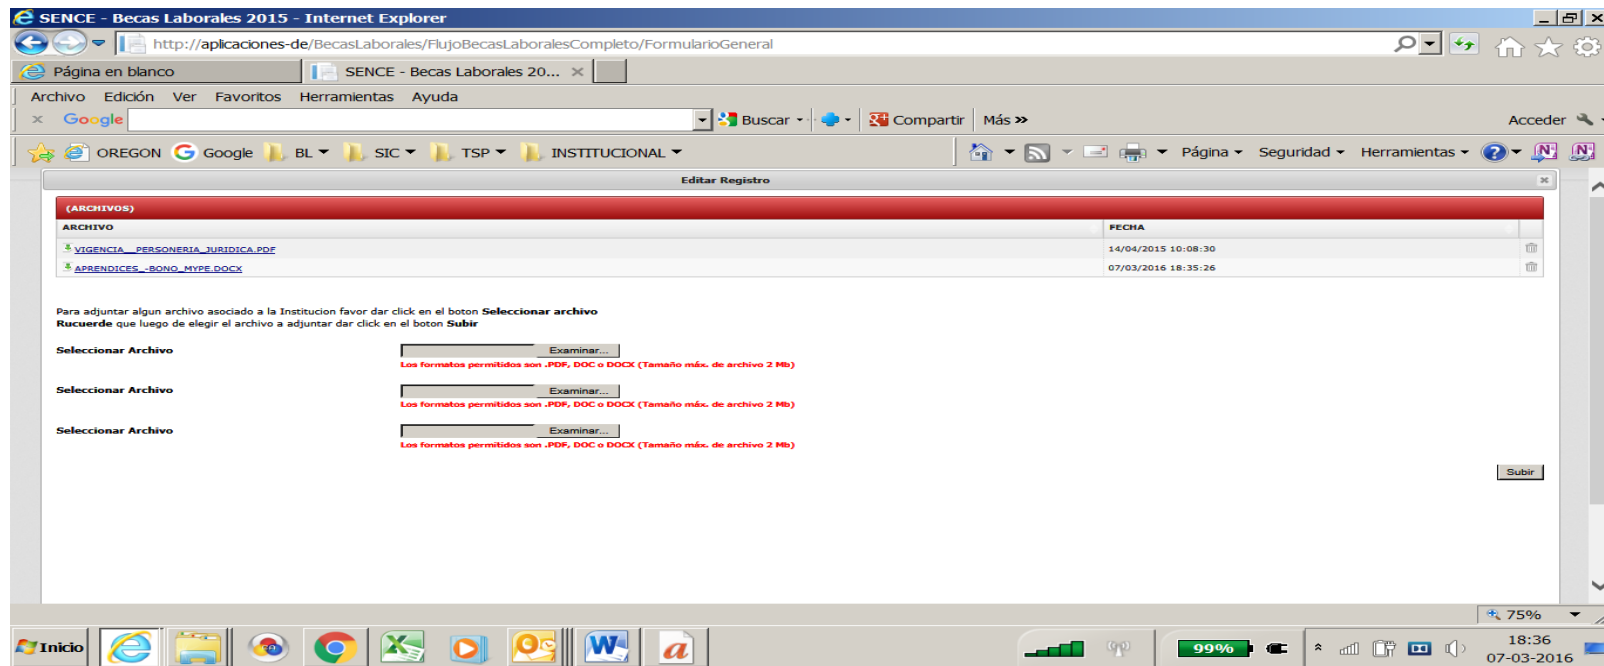 SENCE - Becas Laborales 2015 - Internet Explorer
http://aplicaciones-de/BecasLaborales/FlujoBecasLaboralesCompleto/FormularioGeneral
Página en blanco SENCE - Becas Laborales 20...
Archivo Edición Ver Favoritos Herramientas Ayuda
Google Buscar Compartir Más » Acceder
OREGON Google BL SIC TSP INSTITUCIONAL Página Seguridad Herramientas
Editar Registro
(ARCHIVOS)
ARCHIVO FECHA
VIGENCIA__PERSONERIA_JURIDICA.PDF 14/04/2015 10:08:30
APRENDICES_-BONO_MYPE.DOCX 07/03/2016 18:35:26
Para adjuntar algun archivo asociado a la Institucion favor dar click en el boton Seleccionar archivo
Rucuerde que luego de elegir el archivo a adjuntar dar click en el boton Subir
Seleccionar Archivo Examinar...
Los formatos permitidos son .PDF, DOC o DOCX (Tamaño máx. de archivo 2 Mb)
Seleccionar Archivo Examinar...
Los formatos permitidos son .PDF, DOC o DOCX (Tamaño máx. de archivo 2 Mb)
Seleccionar Archivo Examinar...
Los formatos permitidos son .PDF, DOC o DOCX (Tamaño máx. de archivo 2 Mb)
Subir
75%
Inicio 99% 18:36
07-03-2016